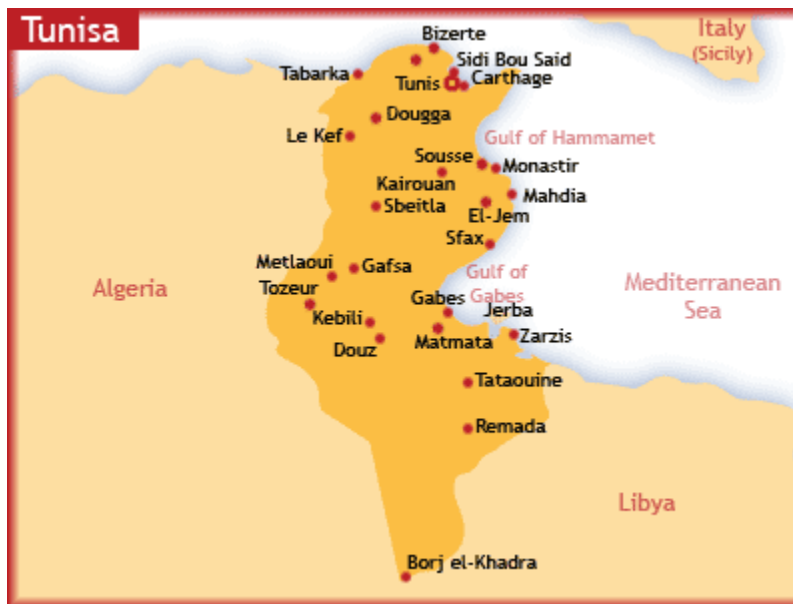 Tunisa
Italy
(Sicily)
Bizerte
Sidi Bou Said
Tabarka
Tunis
Carthage
Dougga
Le Kef
Gulf of Hammamet
Sousse
Monastir
Kairouan
Mahdia
Sbeitla
El-Jem
Sfax
Metlaoui
Gafsa
Gulf of
Gabes
Algeria
Mediterranean
Sea
Tozeur
Gabes
Jerba
Kebili
Matmata
Zarzis
Douz
Tataouine
Remada
Libya
Borj el-Khadra